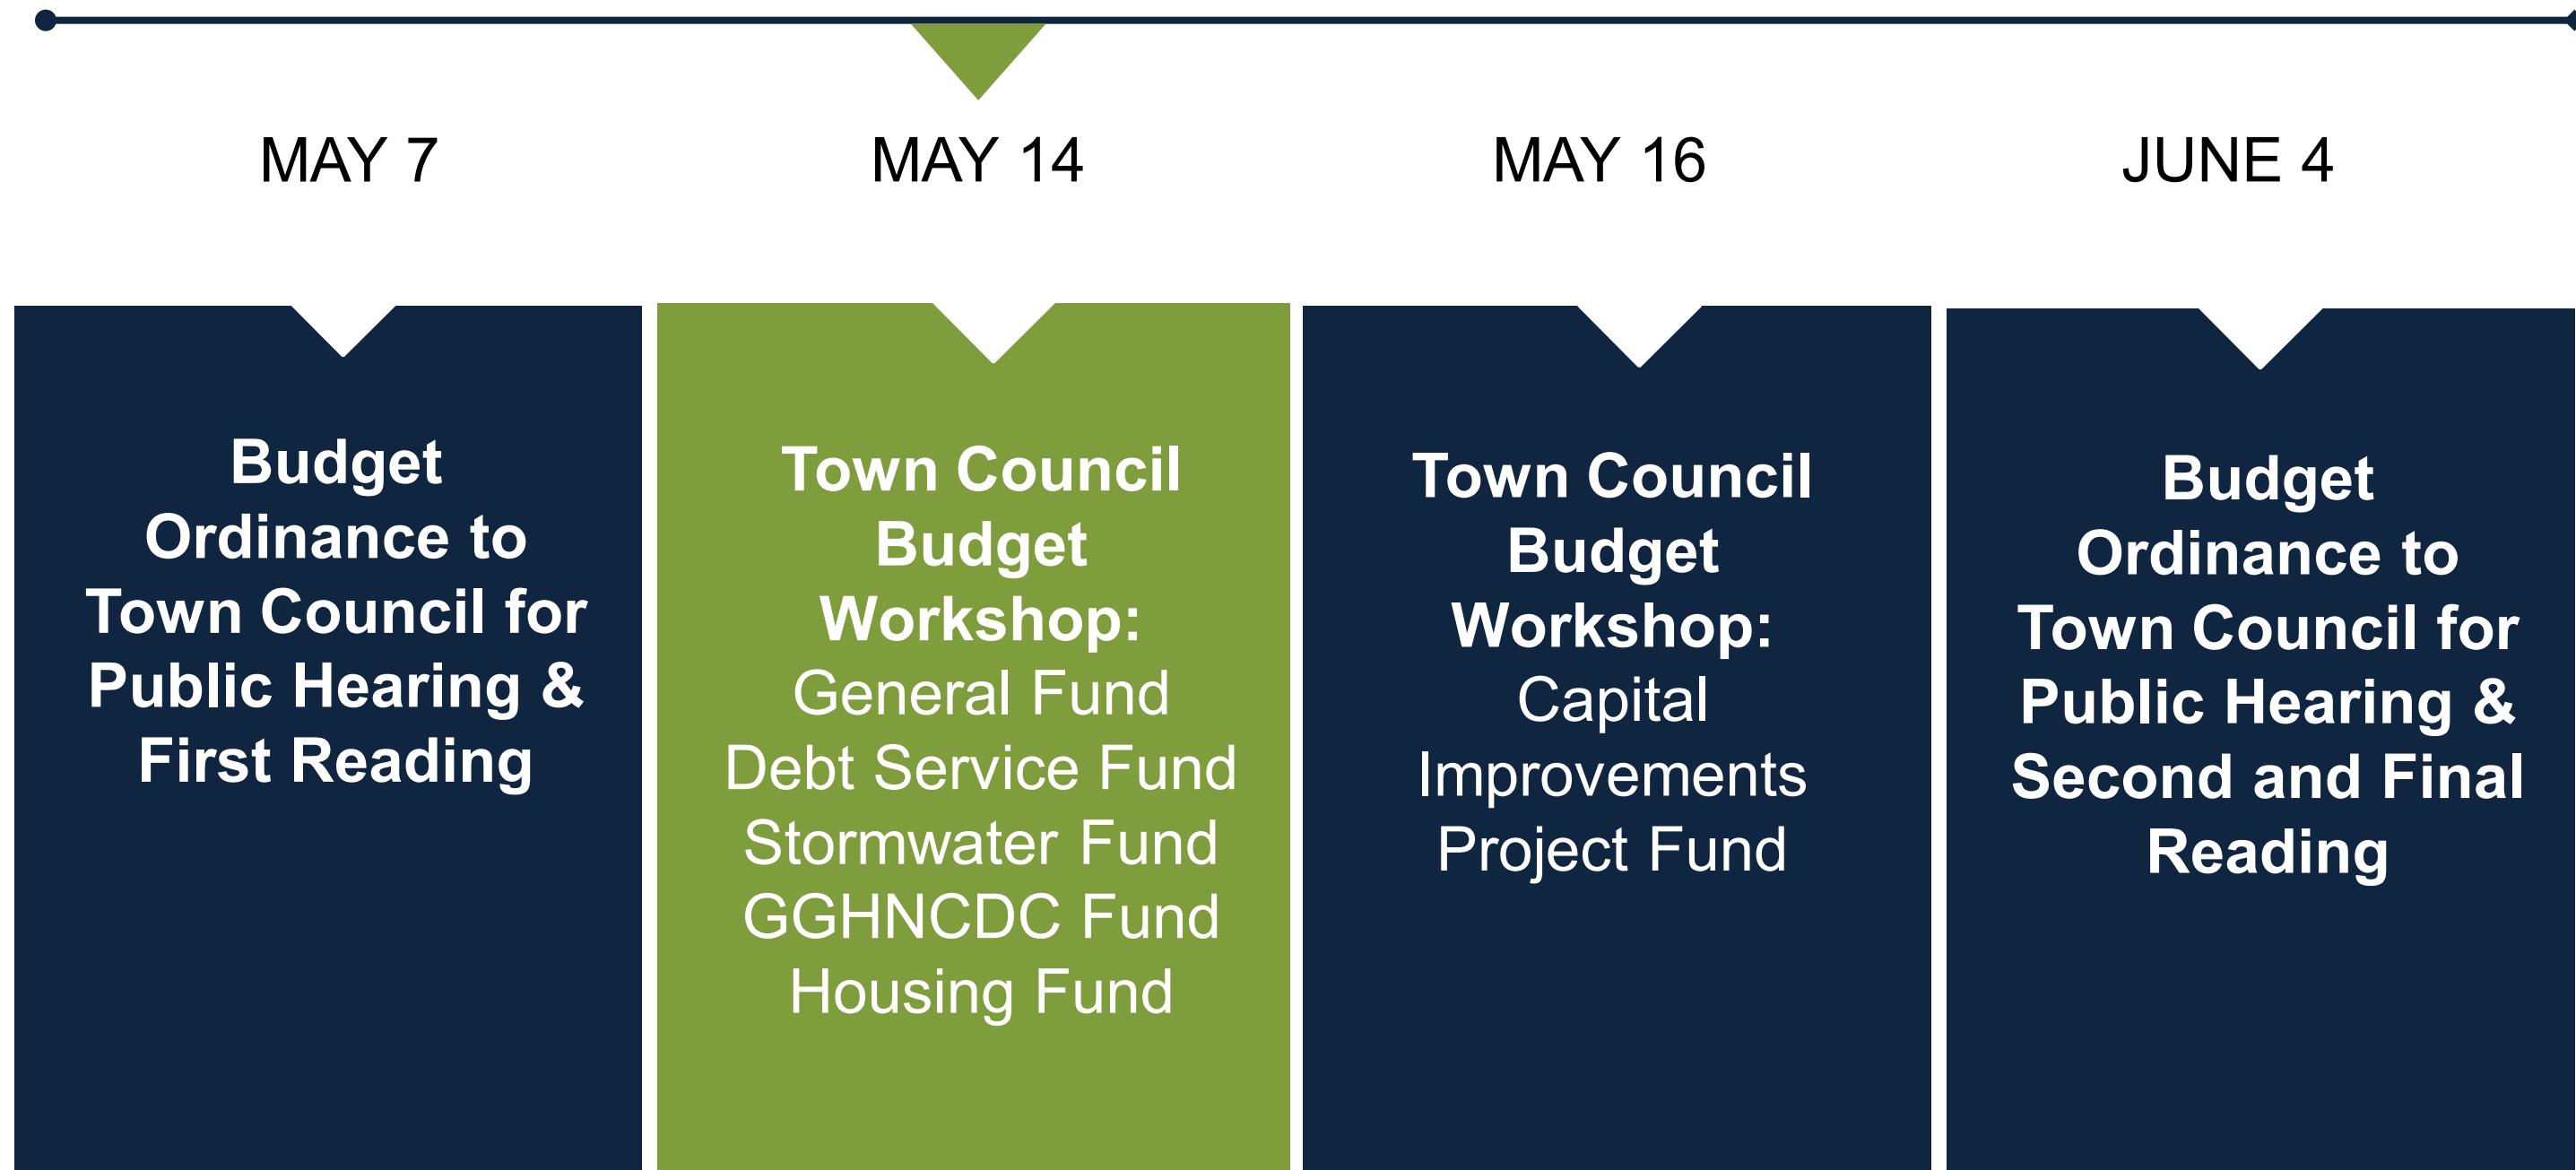 MAY 7
MAY 14
MAY 16
JUNE 4
Budget
Ordinance to
Town Council for
Public Hearing &
First Reading
Town Council
Budget
Workshop:
General Fund
Debt Service Fund
Stormwater Fund
GGHNCDC Fund
Housing Fund
Town Council
Budget
Workshop:
Capital
Improvements
Project Fund
Budget
Ordinance to
Town Council for
Public Hearing &
Second and Final
Reading